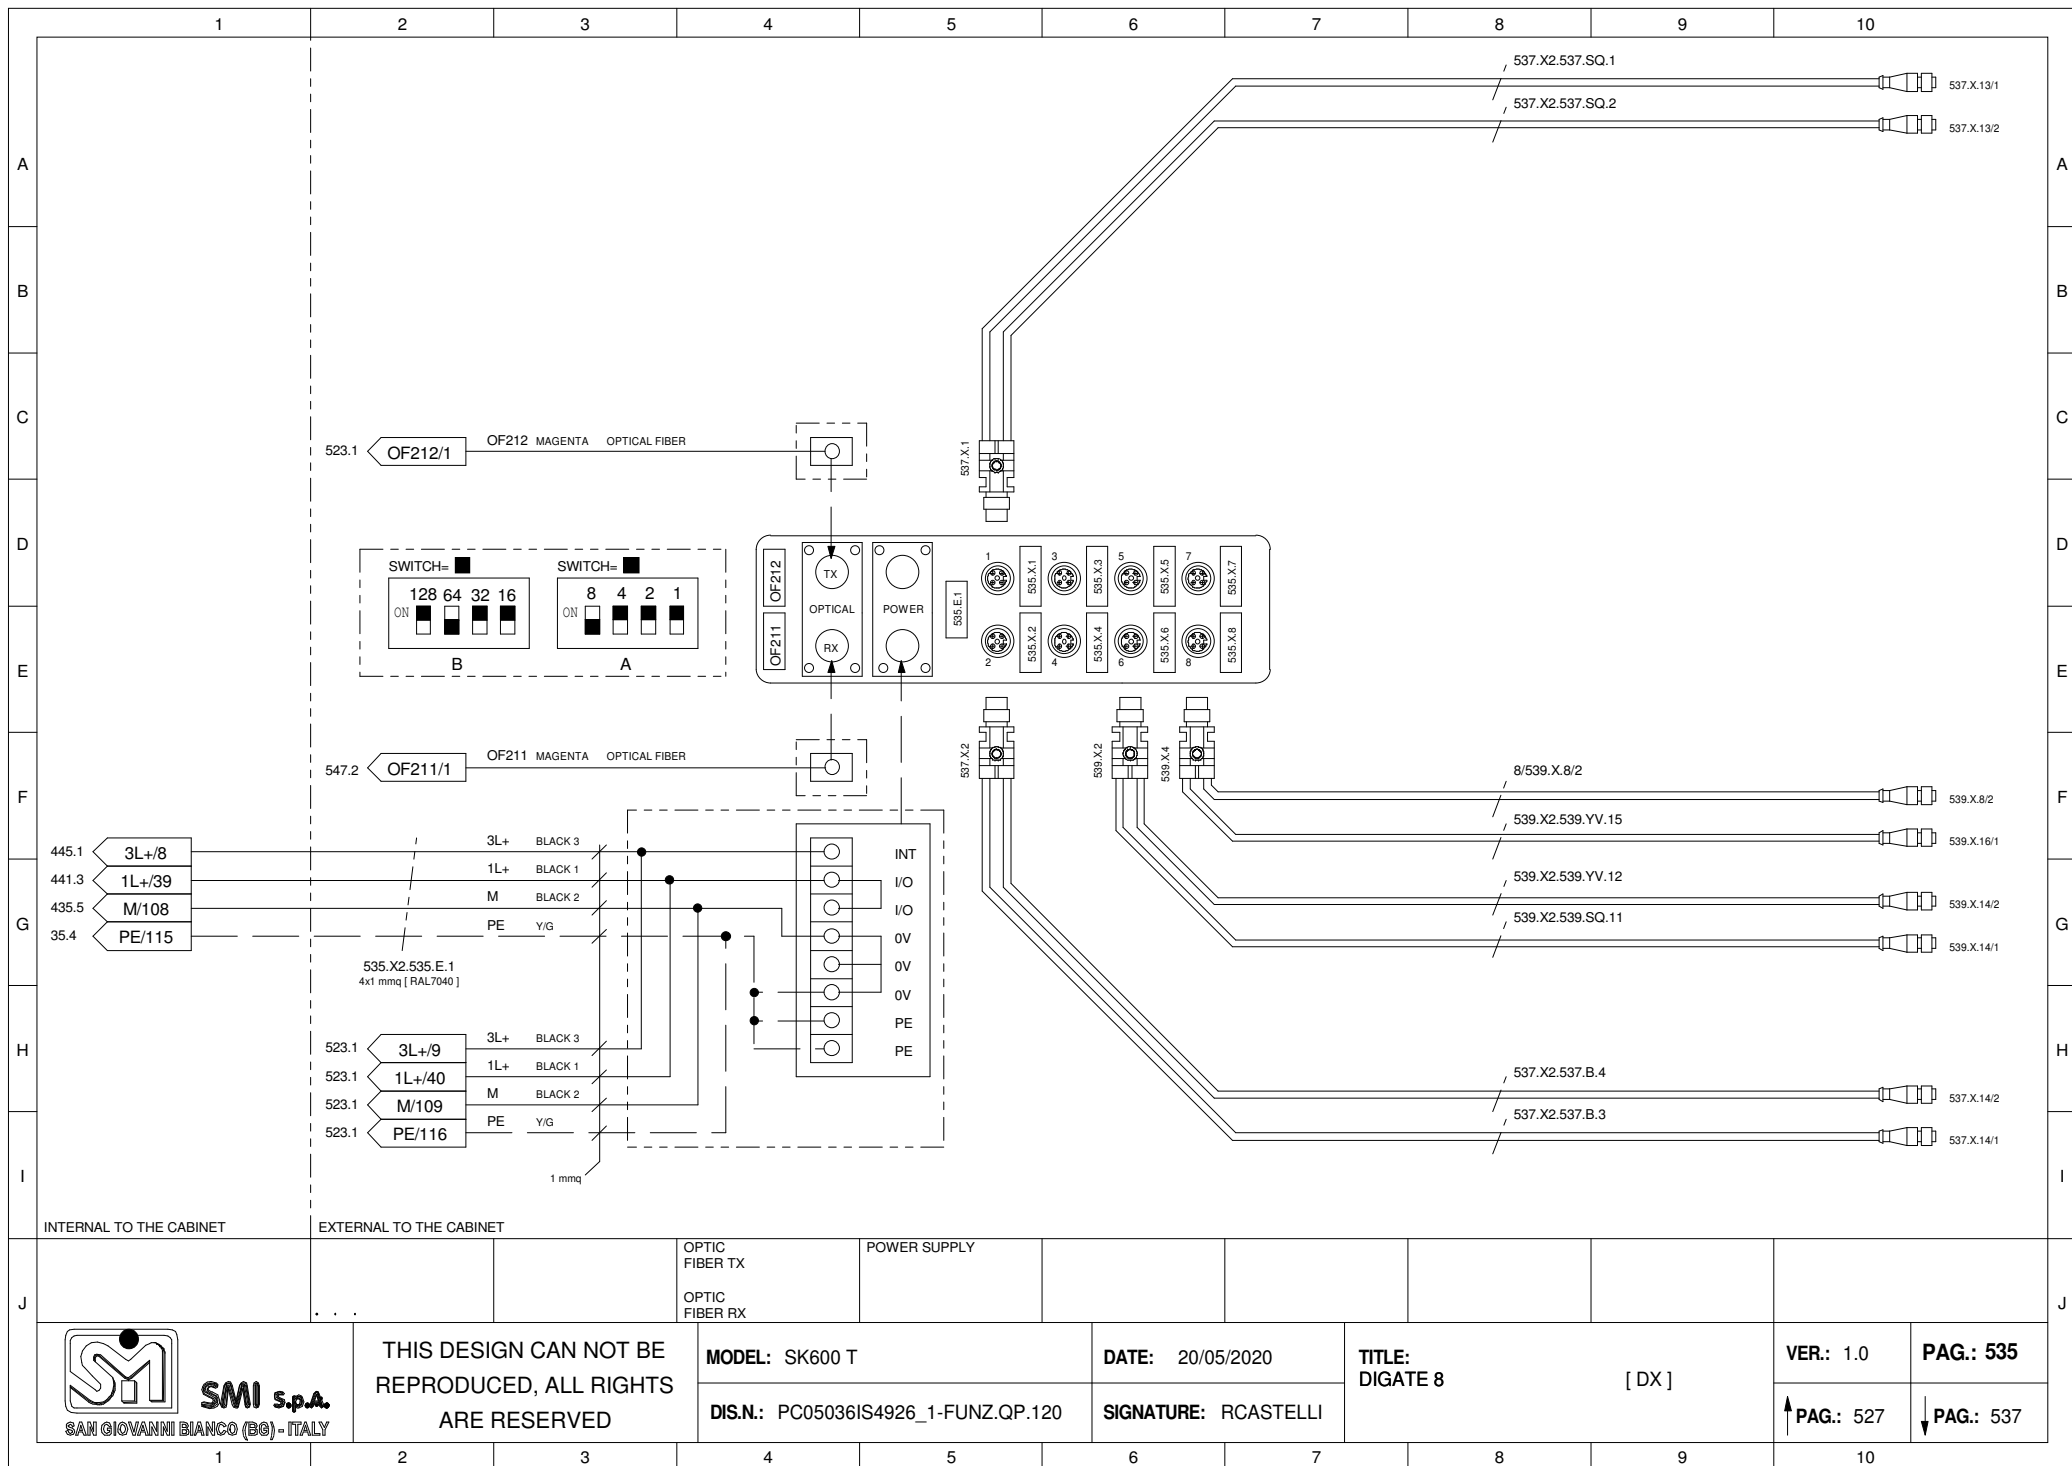 1 2 3 4 5 6 7 8 9 10
537.X2.537.SQ.1
537.X.13/1
537.X2.537.SQ.2
537.X.13/2
A A
B B
C C
523.1 OF212/1 OF212 MAGENTA OPTICAL FIBER
537.X.1
D D
SWITCH= SWITCH=
128 64 32 16
ON
B
8 4 2 1
ON
A
OF212
OF211
TX
OPTICAL
RX
POWER
535.E.1
1 535.X.1 3 535.X.3 5 535.X.5 7 535.X.7
2 535.X.2 4 535.X.4 6 535.X.6 8 535.X.8
E E
547.2 OF211/1 OF211 MAGENTA OPTICAL FIBER
537.X.2
539.X.2
539.X.4
F F
8/539.X.8/2
539.X.8/2
539.X2.539.YV.15
539.X.16/1
539.X2.539.YV.12
539.X.14/2
539.X2.539.SQ.11
539.X.14/1
445.1 3L+/8 3L+ BLACK 3
441.3 1L+/39 1L+ BLACK 1
435.5 M/108 M BLACK 2
35.4 PE/115 PE Y/G
G G
535.X2.535.E.1
4x1 mmq [ RAL7040 ]
INT
I/O
I/O
0V
0V
0V
PE
PE
H H
523.1 3L+/9 3L+ BLACK 3
523.1 1L+/40 1L+ BLACK 1
523.1 M/109 M BLACK 2
523.1 PE/116 PE Y/G
1 mmq
537.X2.537.B.4
537.X.14/2
537.X2.537.B.3
537.X.14/1
I I
INTERNAL TO THE CABINET EXTERNAL TO THE CABINET
OPTIC
FIBER TX
OPTIC
FIBER RX
POWER SUPPLY
J J
. . .
SMI
SMI S.p.A.
SAN GIOVANNI BIANCO (BG) - ITALY
THIS DESIGN CAN NOT BE
REPRODUCED, ALL RIGHTS
ARE RESERVED
MODEL: SK600 T
DIS.N.: PC05036IS4926_1-FUNZ.QP.120
DATE: 20/05/2020
SIGNATURE: RCASTELLI
TITLE:
DIGATE 8 [ DX ]
VER.: 1.0
PAG.: 535
PAG.: 527
PAG.: 537
1 2 3 4 5 6 7 8 9 10